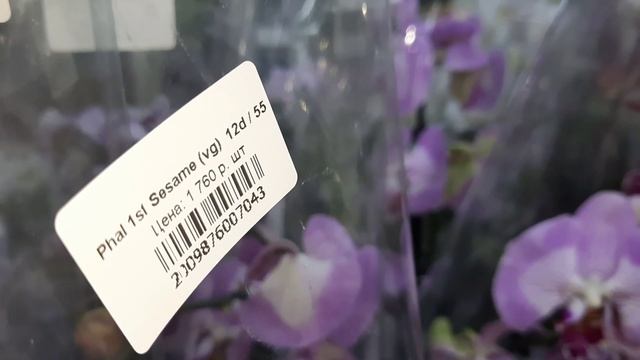 Phal 1st Sesame (vg) 12d / 55
Цена: 1 760 р. шт
2009876007043